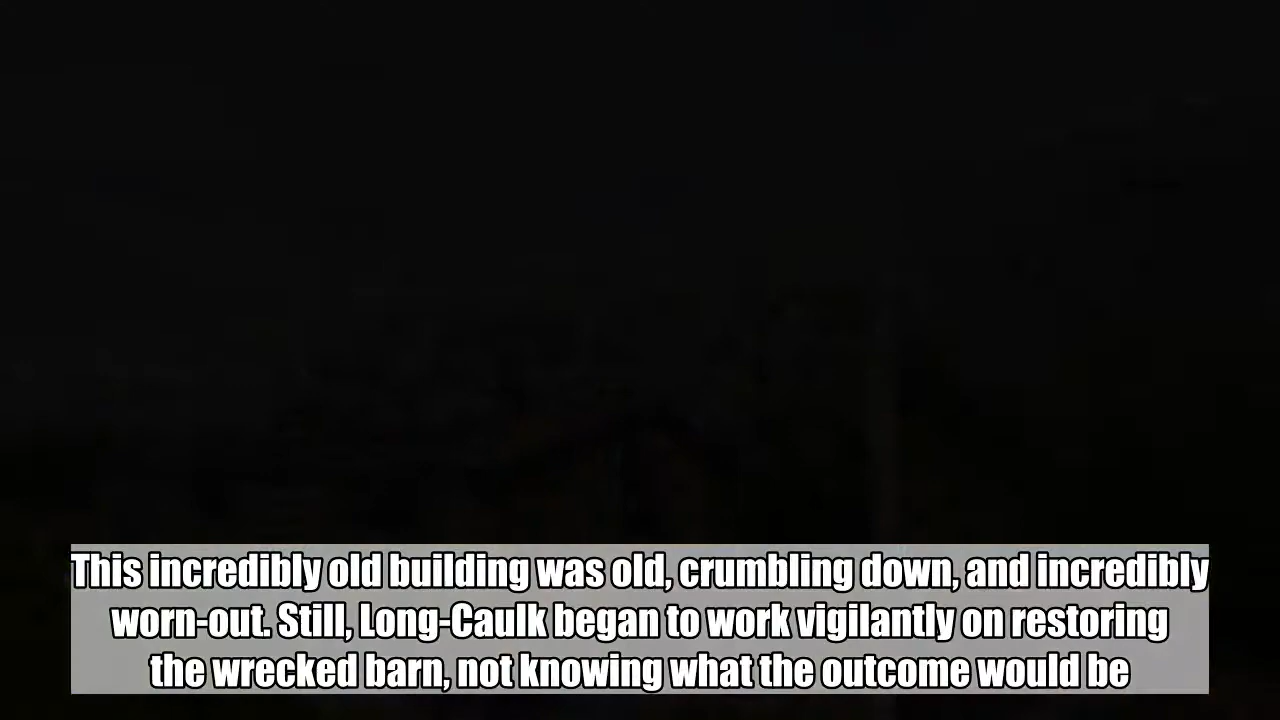 This incredibly old building was old, crumbling down, and incredibly
worn-out. Still, Long-Caulk began to work vigilantly on restoring
the wrecked barn, not knowing what the outcome would be